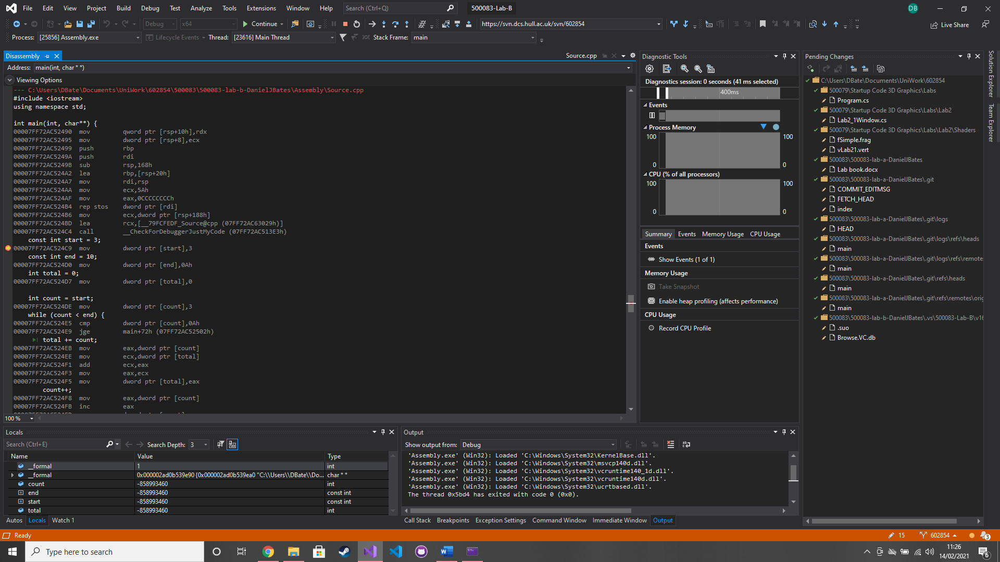 File Edit View Project Build Debug Test Analyze Tools Extensions Window Help Search (Ctrl+Q) 500083-Lab-B DB
Debug x64 Continue https://svn.dcs.hull.ac.uk/svn/602854 Live Share
Process: [25856] Assembly.exe Lifecycle Events Thread: [23616] Main Thread Stack Frame: main
Disassembly Source.cpp
Address: main(int, char * *)
Viewing Options
--- C:\Users\DBate\Documents\UniWork\602854\500083\500083-lab-b-DanielJBates\Assembly\Source.cpp
#include <iostream>
using namespace std;
int main(int, char**) {
00007FF72AC52490 mov qword ptr [rsp+10h],rdx
00007FF72AC52495 mov dword ptr [rsp+8],ecx
00007FF72AC52499 push rbp
00007FF72AC5249A push rdi
00007FF72AC5249B sub rsp,168h
00007FF72AC524A2 lea rbp,[rsp+20h]
00007FF72AC524A7 mov rdi,rsp
00007FF72AC524AA mov ecx,5Ah
00007FF72AC524AF mov eax,0CCCCCCCCh
00007FF72AC524B4 rep stos dword ptr [rdi]
00007FF72AC524B6 mov ecx,dword ptr [rsp+188h]
00007FF72AC524BD lea rcx,[__79FCFEDF_Source@cpp (07FF72AC63029h)]
00007FF72AC524C4 call __CheckForDebuggerJustMyCode (07FF72AC513E3h)
const int start = 3;
00007FF72AC524C9 mov dword ptr [start],3
const int end = 10;
00007FF72AC524D0 mov dword ptr [end],0Ah
int total = 0;
00007FF72AC524D7 mov dword ptr [total],0
int count = start;
00007FF72AC524DE mov dword ptr [count],3
while (count < end) {
00007FF72AC524E5 cmp dword ptr [count],0Ah
00007FF72AC524E9 jge main+72h (07FF72AC52502h)
total += count;
00007FF72AC524EB mov eax,dword ptr [count]
00007FF72AC524EE mov ecx,dword ptr [total]
00007FF72AC524F1 add ecx,eax
00007FF72AC524F3 mov eax,ecx
00007FF72AC524F5 mov dword ptr [total],eax
count++;
00007FF72AC524F8 mov eax,dword ptr [count]
00007FF72AC524FB inc eax
100 %
Diagnostic Tools
Diagnostics session: 0 seconds (41 ms selected)
400ms
Events
Process Memory
100 100
0 0
CPU (% of all processors)
100 100
0 0
Summary Events Memory Usage CPU Usage
Events
Show Events (1 of 1)
Memory Usage
Take Snapshot
Enable heap profiling (affects performance)
CPU Usage
Record CPU Profile
Pending Changes
C:\Users\DBate\Documents\UniWork\602854
500079\Startup Code 3D Graphics\Labs
Program.cs
500079\Startup Code 3D Graphics\Labs\Lab2
Lab2_1Window.cs
500079\Startup Code 3D Graphics\Labs\Lab2\Shaders
fSimple.frag
vLab21.vert
500083\500083-lab-a-DanielJBates
Lab book.docx
500083\500083-lab-a-DanielJBates\.git
COMMIT_EDITMSG
FETCH_HEAD
index
500083\500083-lab-a-DanielJBates\.git\logs
HEAD
500083\500083-lab-a-DanielJBates\.git\logs\refs\heads
main
500083\500083-lab-a-DanielJBates\.git\logs\refs\remote
main
500083\500083-lab-a-DanielJBates\.git\refs\heads
main
500083\500083-lab-a-DanielJBates\.git\refs\remotes\orig
main
500083\500083-lab-b-DanielJBates\.vs\500083-Lab-B\v16
.suo
Browse.VC.db
Solution Explorer
Team Explorer
Locals
Search (Ctrl+E) Search Depth: 3
Name Value Type
__formal 1 int
__formal 0x000002ad0b539e90 {0x000002ad0b539ea0 "C:\\Users\\DBate\\Do... char * *
count -858993460 int
end -858993460 const int
start -858993460 const int
total -858993460 int
Autos Locals Watch 1
Output
Show output from: Debug
'Assembly.exe' (Win32): Loaded 'C:\Windows\System32\KernelBase.dll'.
'Assembly.exe' (Win32): Loaded 'C:\Windows\System32\msvcp140d.dll'.
'Assembly.exe' (Win32): Loaded 'C:\Windows\System32\vcruntime140_1d.dll'.
'Assembly.exe' (Win32): Loaded 'C:\Windows\System32\vcruntime140d.dll'.
'Assembly.exe' (Win32): Loaded 'C:\Windows\System32\ucrtbased.dll'.
The thread 0x5bd4 has exited with code 0 (0x0).
Call Stack Breakpoints Exception Settings Command Window Immediate Window Output
Ready 15 602854 3
Type here to search
11:26
14/02/2021
6